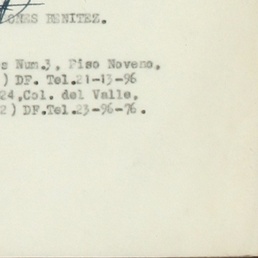 ONES BENITEZ.
s Num.3, Piso Noveno,
) DF. Tel.21-13-96
24,Col. del Valle,
2) DF.Tel.23-96-76.